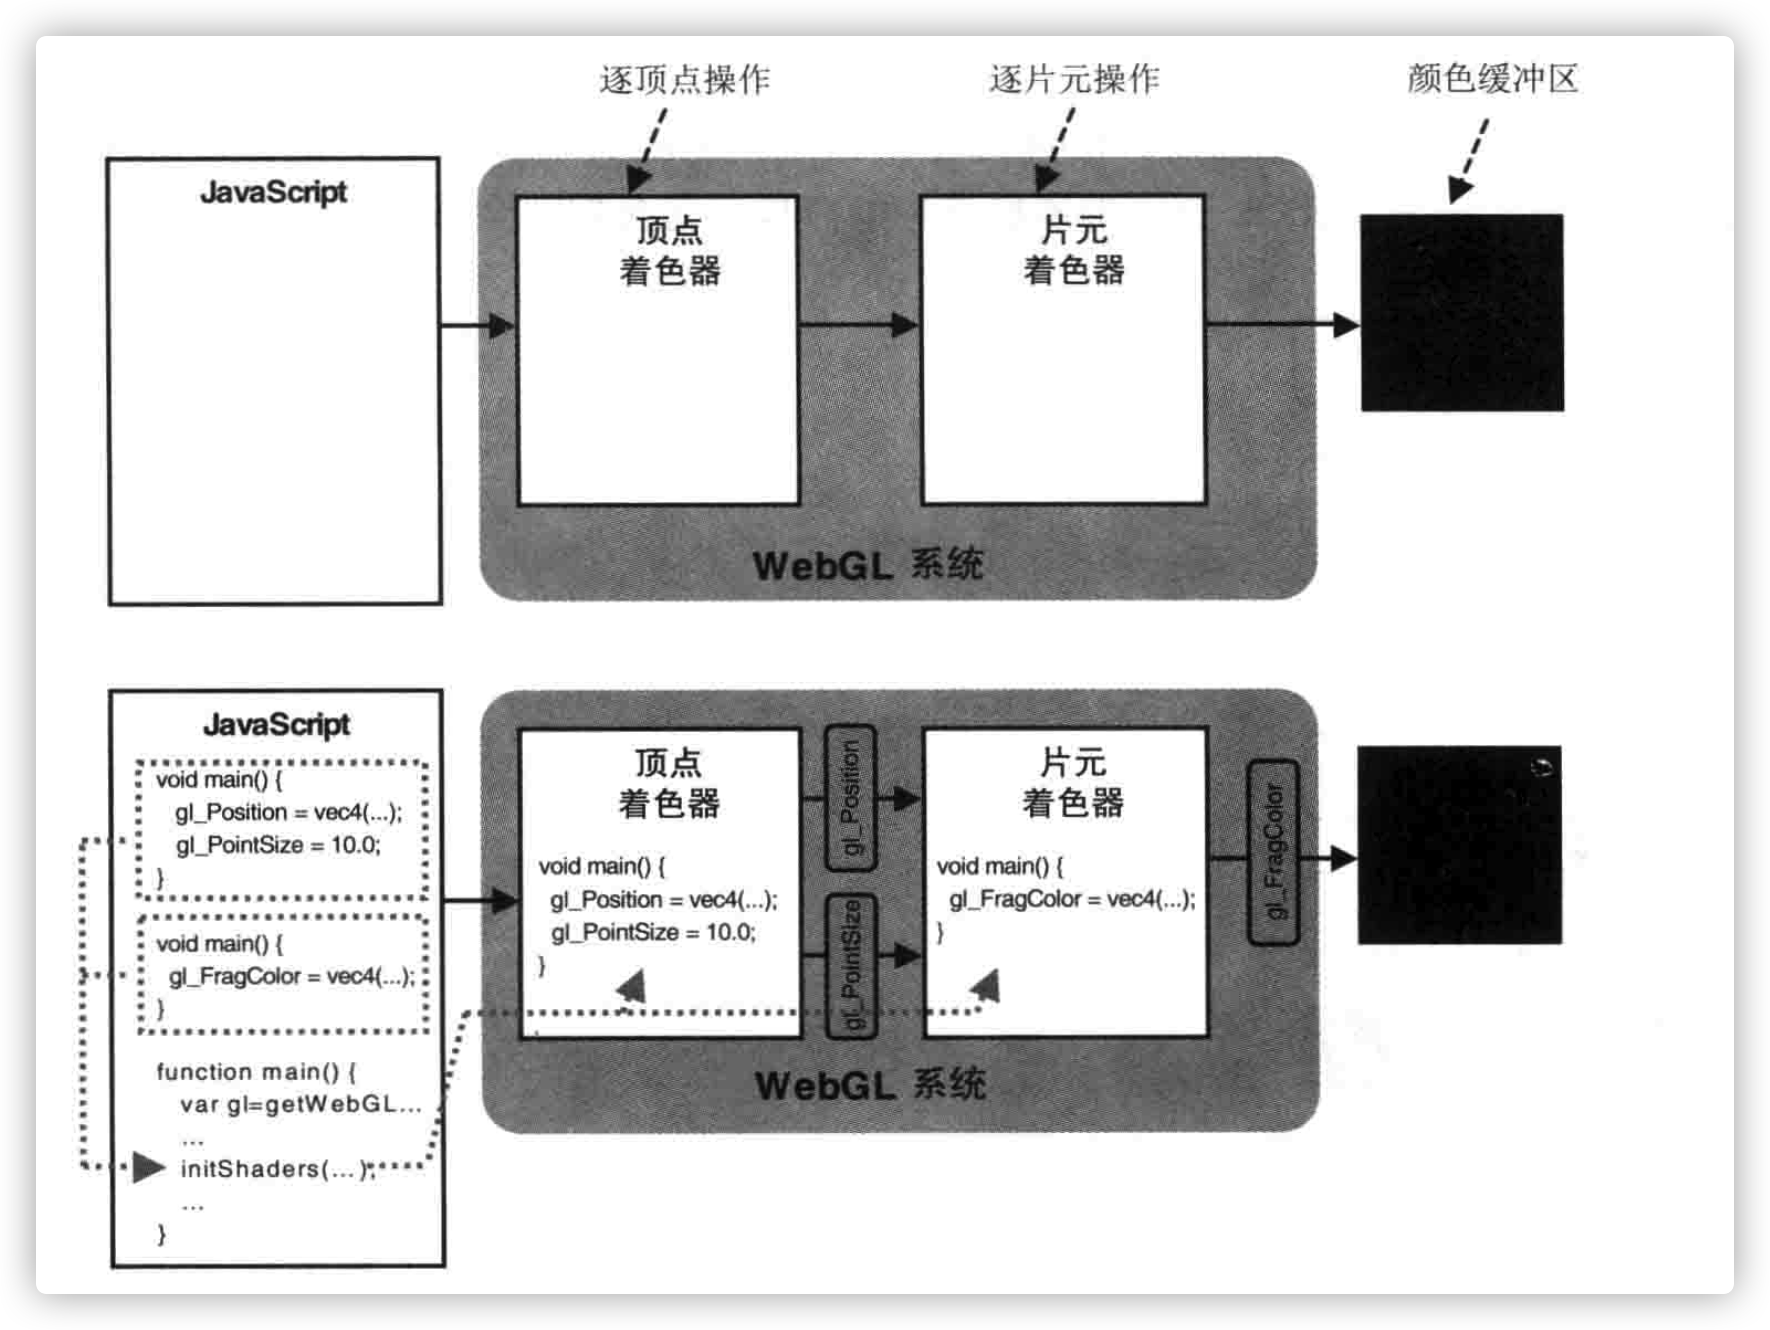 逐顶点操作
逐片元操作
颜色缓冲区
JavaScript
顶点
着色器
片元
着色器
WebGL 系统
JavaScript
void main() {
gl_Position = vec4(...);
gl_PointSize = 10.0;
}
void main() {
gl_FragColor = vec4(...);
}
function main() {
var gl=getWebGL...
...
initShaders(...);
...
}
顶点
着色器
void main() {
gl_Position = vec4(...);
gl_PointSize = 10.0;
}
gl_Position
gl_PointSize
片元
着色器
void main() {
gl_FragColor = vec4(...);
}
gl_FragColor
WebGL 系统